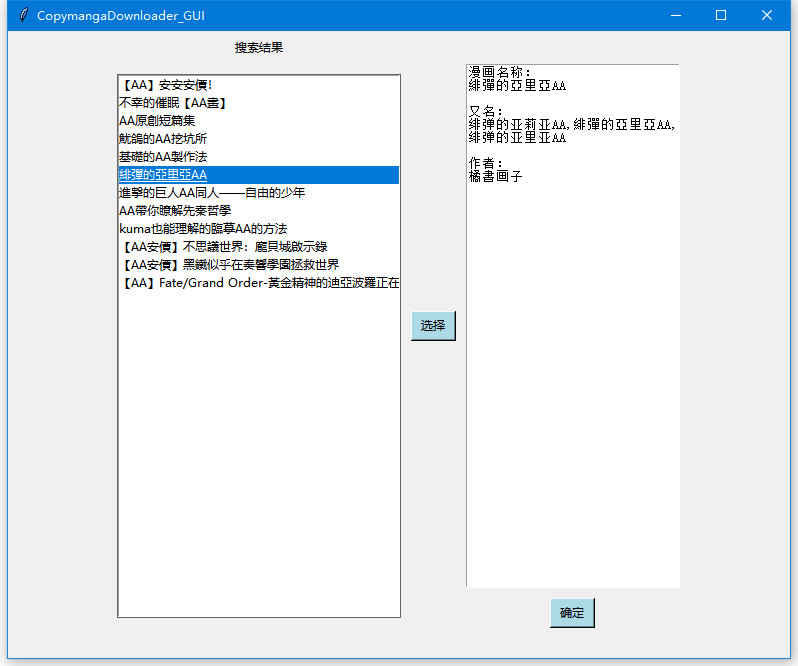 CopymangaDownloader_GUI
搜索结果
【AA】安安安價!
不幸的催眠【AA畫】
AA原創短篇集
魷鴿的AA挖坑所
基礎的AA製作法
緋彈的亞里亞AA
進擊的巨人AA同人——自由的少年
AA帶你瞭解先秦哲學
kuma也能理解的臨摹AA的方法
【AA安價】不思議世界：龐貝城啟示錄
【AA安價】黑鐵似乎在奏響學園拯救世界
【AA】Fate/Grand Order-黃金精神的迪亞波羅正在
选择
漫画名称：
緋彈的亞里亞AA
又名：
绯弹的亚莉亚AA,緋彈的亞里亞AA,
绯弹的亚里亚AA
作者：
橘書画子
确定